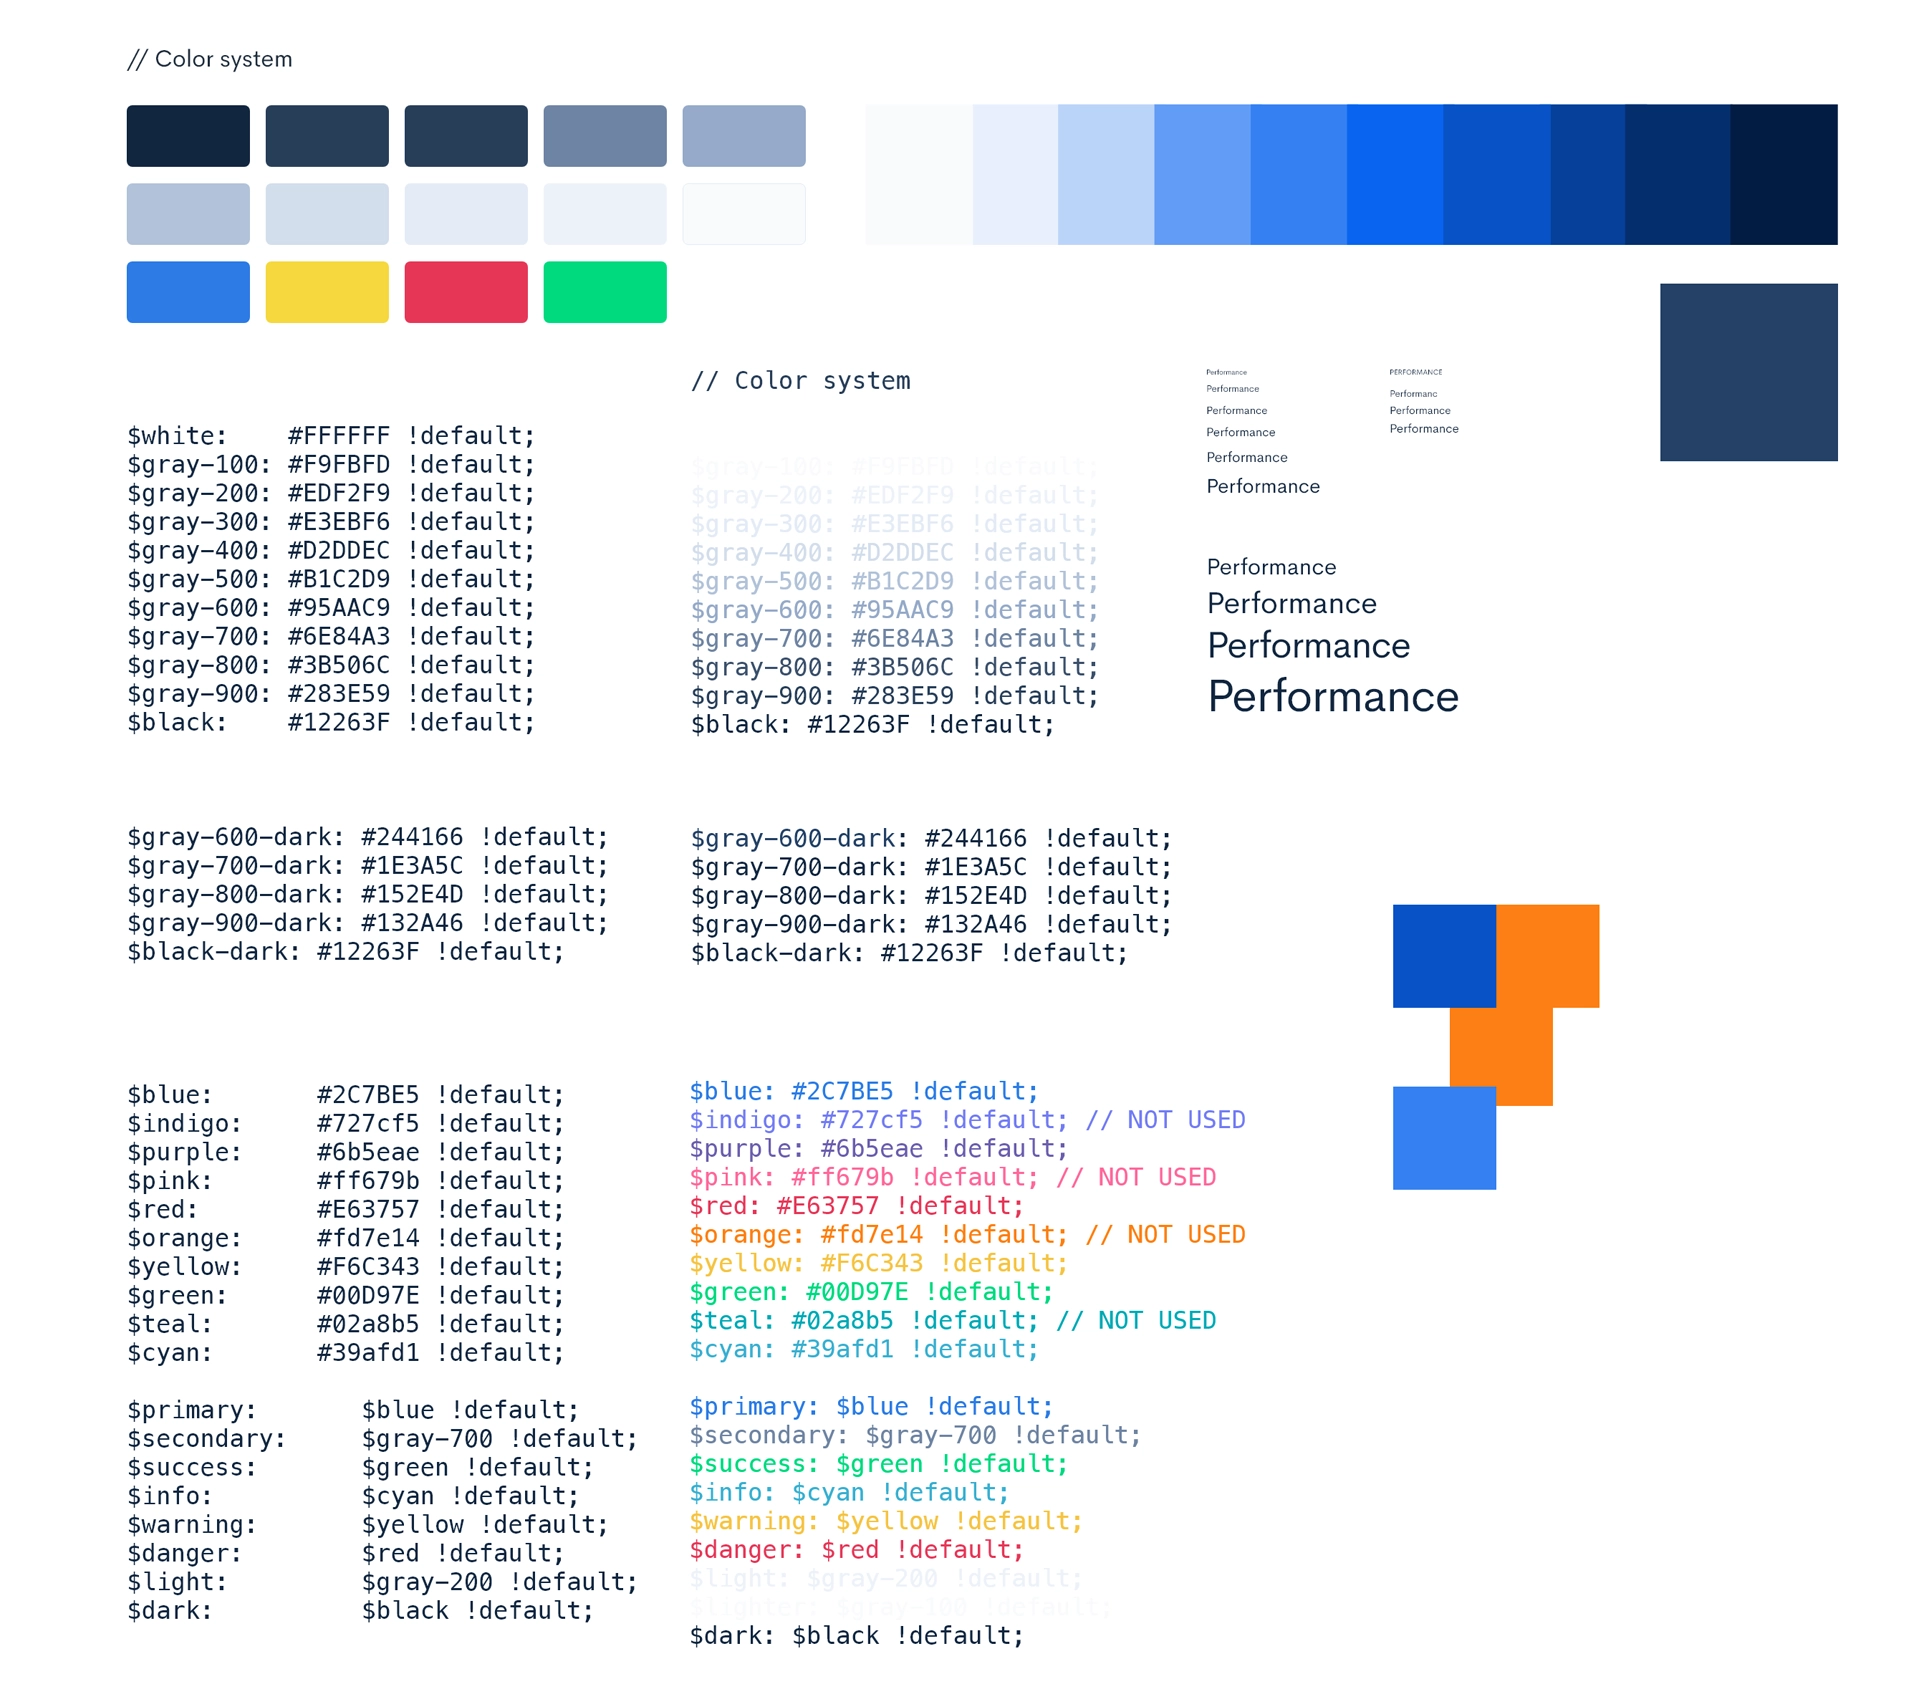 // Color system
$white: #FFFFFF !default;
$gray-100: #F9FBFD !default;
$gray-200: #EDF2F9 !default;
$gray-300: #E3EBF6 !default;
$gray-400: #D2DDEC !default;
$gray-500: #B1C2D9 !default;
$gray-600: #95AAC9 !default;
$gray-700: #6E84A3 !default;
$gray-800: #3B506C !default;
$gray-900: #283E59 !default;
$black: #12263F !default;
$gray-600-dark: #244166 !default;
$gray-700-dark: #1E3A5C !default;
$gray-800-dark: #152E4D !default;
$gray-900-dark: #132A46 !default;
$black-dark: #12263F !default;
$blue: #2C7BE5 !default;
$indigo: #727cf5 !default;
$purple: #6b5eae !default;
$pink: #ff679b !default;
$red: #E63757 !default;
$orange: #fd7e14 !default;
$yellow: #F6C343 !default;
$green: #00D97E !default;
$teal: #02a8b5 !default;
$cyan: #39afd1 !default;
$primary: $blue !default;
$secondary: $gray-700 !default;
$success: $green !default;
$info: $cyan !default;
$warning: $yellow !default;
$danger: $red !default;
$light: $gray-200 !default;
$dark: $black !default;
// Color system
$gray-100: #F9FBFD !default;
$gray-200: #EDF2F9 !default;
$gray-300: #E3EBF6 !default;
$gray-400: #D2DDEC !default;
$gray-500: #B1C2D9 !default;
$gray-600: #95AAC9 !default;
$gray-700: #6E84A3 !default;
$gray-800: #3B506C !default;
$gray-900: #283E59 !default;
$black: #12263F !default;
$gray-600-dark: #244166 !default;
$gray-700-dark: #1E3A5C !default;
$gray-800-dark: #152E4D !default;
$gray-900-dark: #132A46 !default;
$black-dark: #12263F !default;
$blue: #2C7BE5 !default;
$indigo: #727cf5 !default; // NOT USED
$purple: #6b5eae !default;
$pink: #ff679b !default; // NOT USED
$red: #E63757 !default;
$orange: #fd7e14 !default; // NOT USED
$yellow: #F6C343 !default;
$green: #00D97E !default;
$teal: #02a8b5 !default; // NOT USED
$cyan: #39afd1 !default;
$primary: $blue !default;
$secondary: $gray-700 !default;
$success: $green !default;
$info: $cyan !default;
$warning: $yellow !default;
$danger: $red !default;
$light: $gray-200 !default;
$lighter: $gray-100 !default;
$dark: $black !default;
Performance
Performance
Performance
Performance
Performance
Performance
PERFORMANCE
Performanc
Performance
Performance
Performance
Performance
Performance
Performance